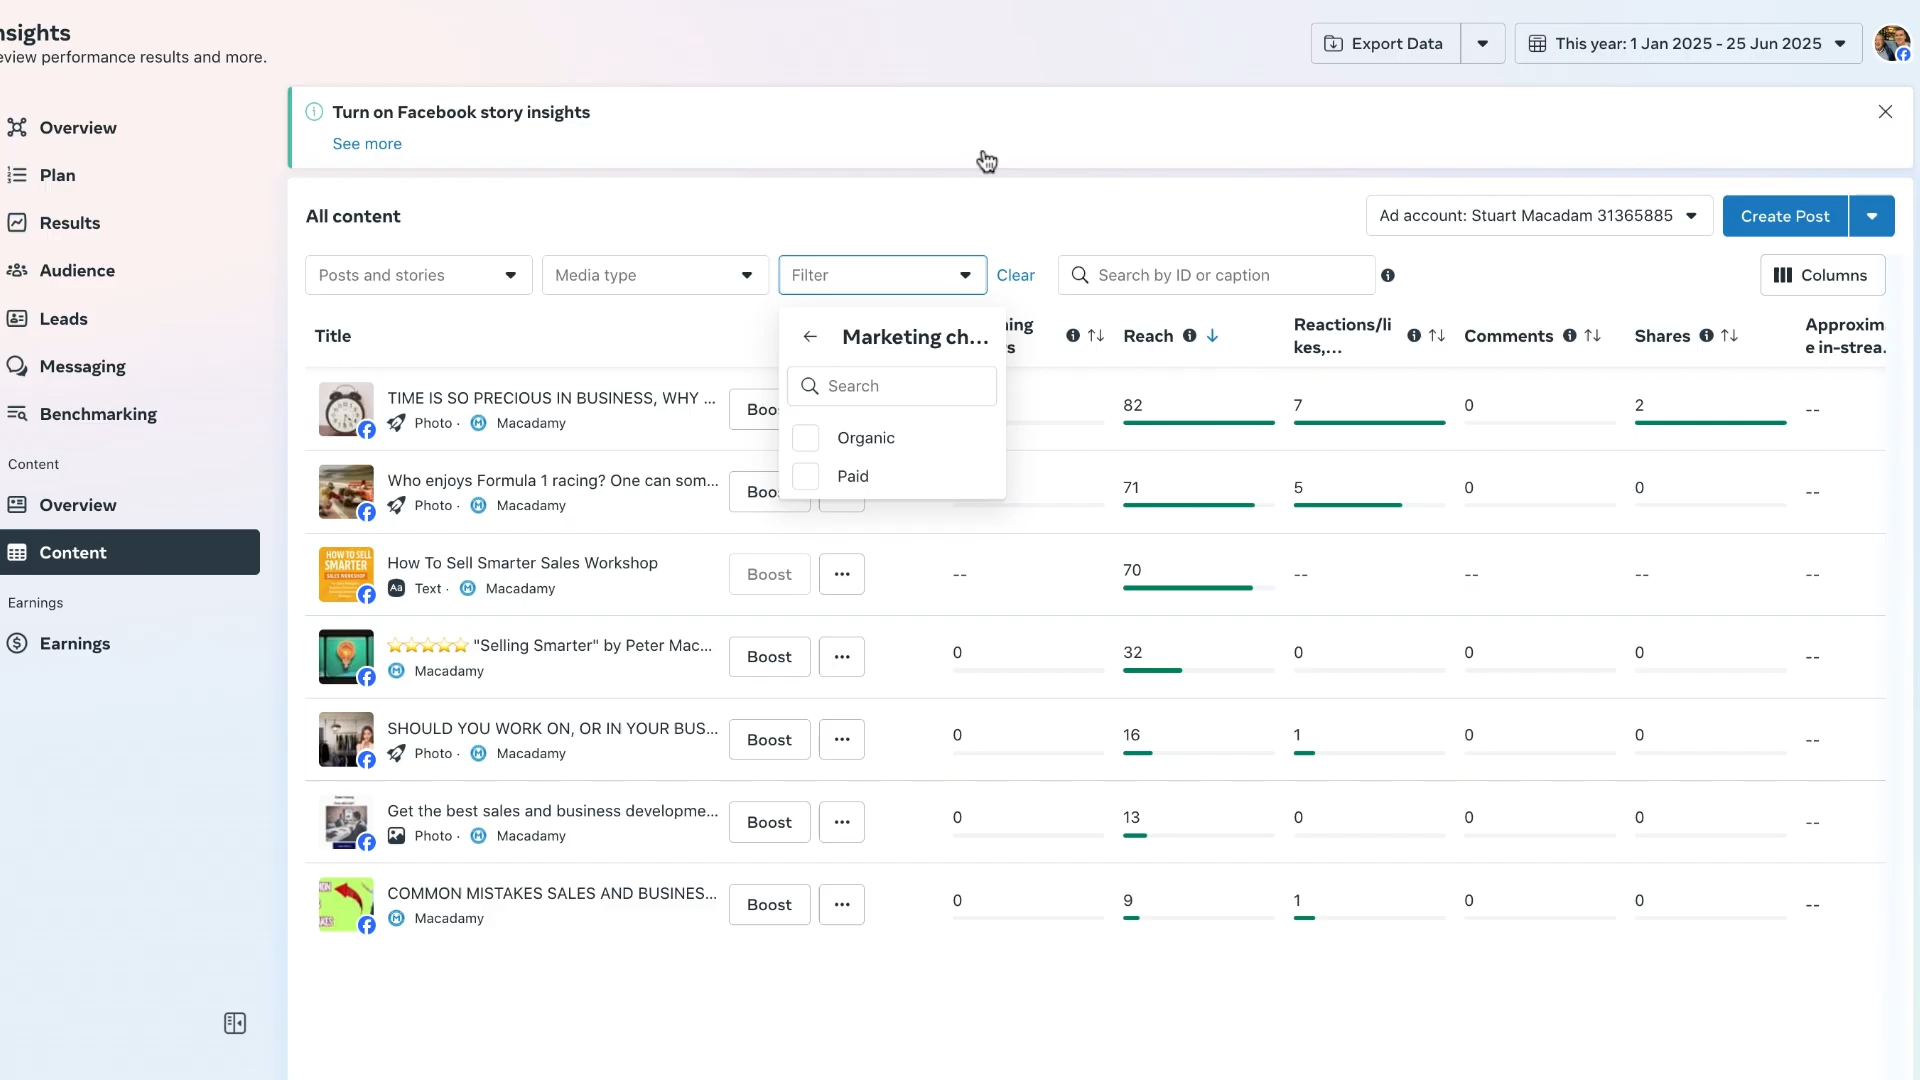 nsights
eview performance results and more.
Export Data
This year: 1 Jan 2025 - 25 Jun 2025
Overview
Plan
Results
Audience
Leads
Messaging
Benchmarking
Content
Overview
Content
Earnings
Earnings
Turn on Facebook story insights
See more
All content
Ad account: Stuart Macadam 31365885
Create Post
Posts and stories
Media type
Filter
Clear
Search by ID or caption
Columns
Title
ing
s
Reach
Reactions/li
kes,...
Comments
Shares
Approxim
e in-strea.
Marketing ch...
Search
Organic
Paid
TIME IS SO PRECIOUS IN BUSINESS, WHY ...
Photo · Macadamy
Boo
82
7
0
2
--
Who enjoys Formula 1 racing? One can som...
Photo · Macadamy
Boo
71
5
0
0
--
How To Sell Smarter Sales Workshop
Aa Text · Macadamy
HOW TO SELL
SMARTER
SALES WORKSHOP
Boost
--
70
--
--
--
--
"Selling Smarter" by Peter Mac...
Macadamy
Boost
0
32
0
0
0
--
SHOULD YOU WORK ON, OR IN YOUR BUS...
Photo · Macadamy
Boost
0
16
1
0
0
--
Get the best sales and business developme...
Photo · Macadamy
Boost
0
13
0
0
0
--
COMMON MISTAKES SALES AND BUSINES...
Macadamy
Boost
0
9
1
0
0
--